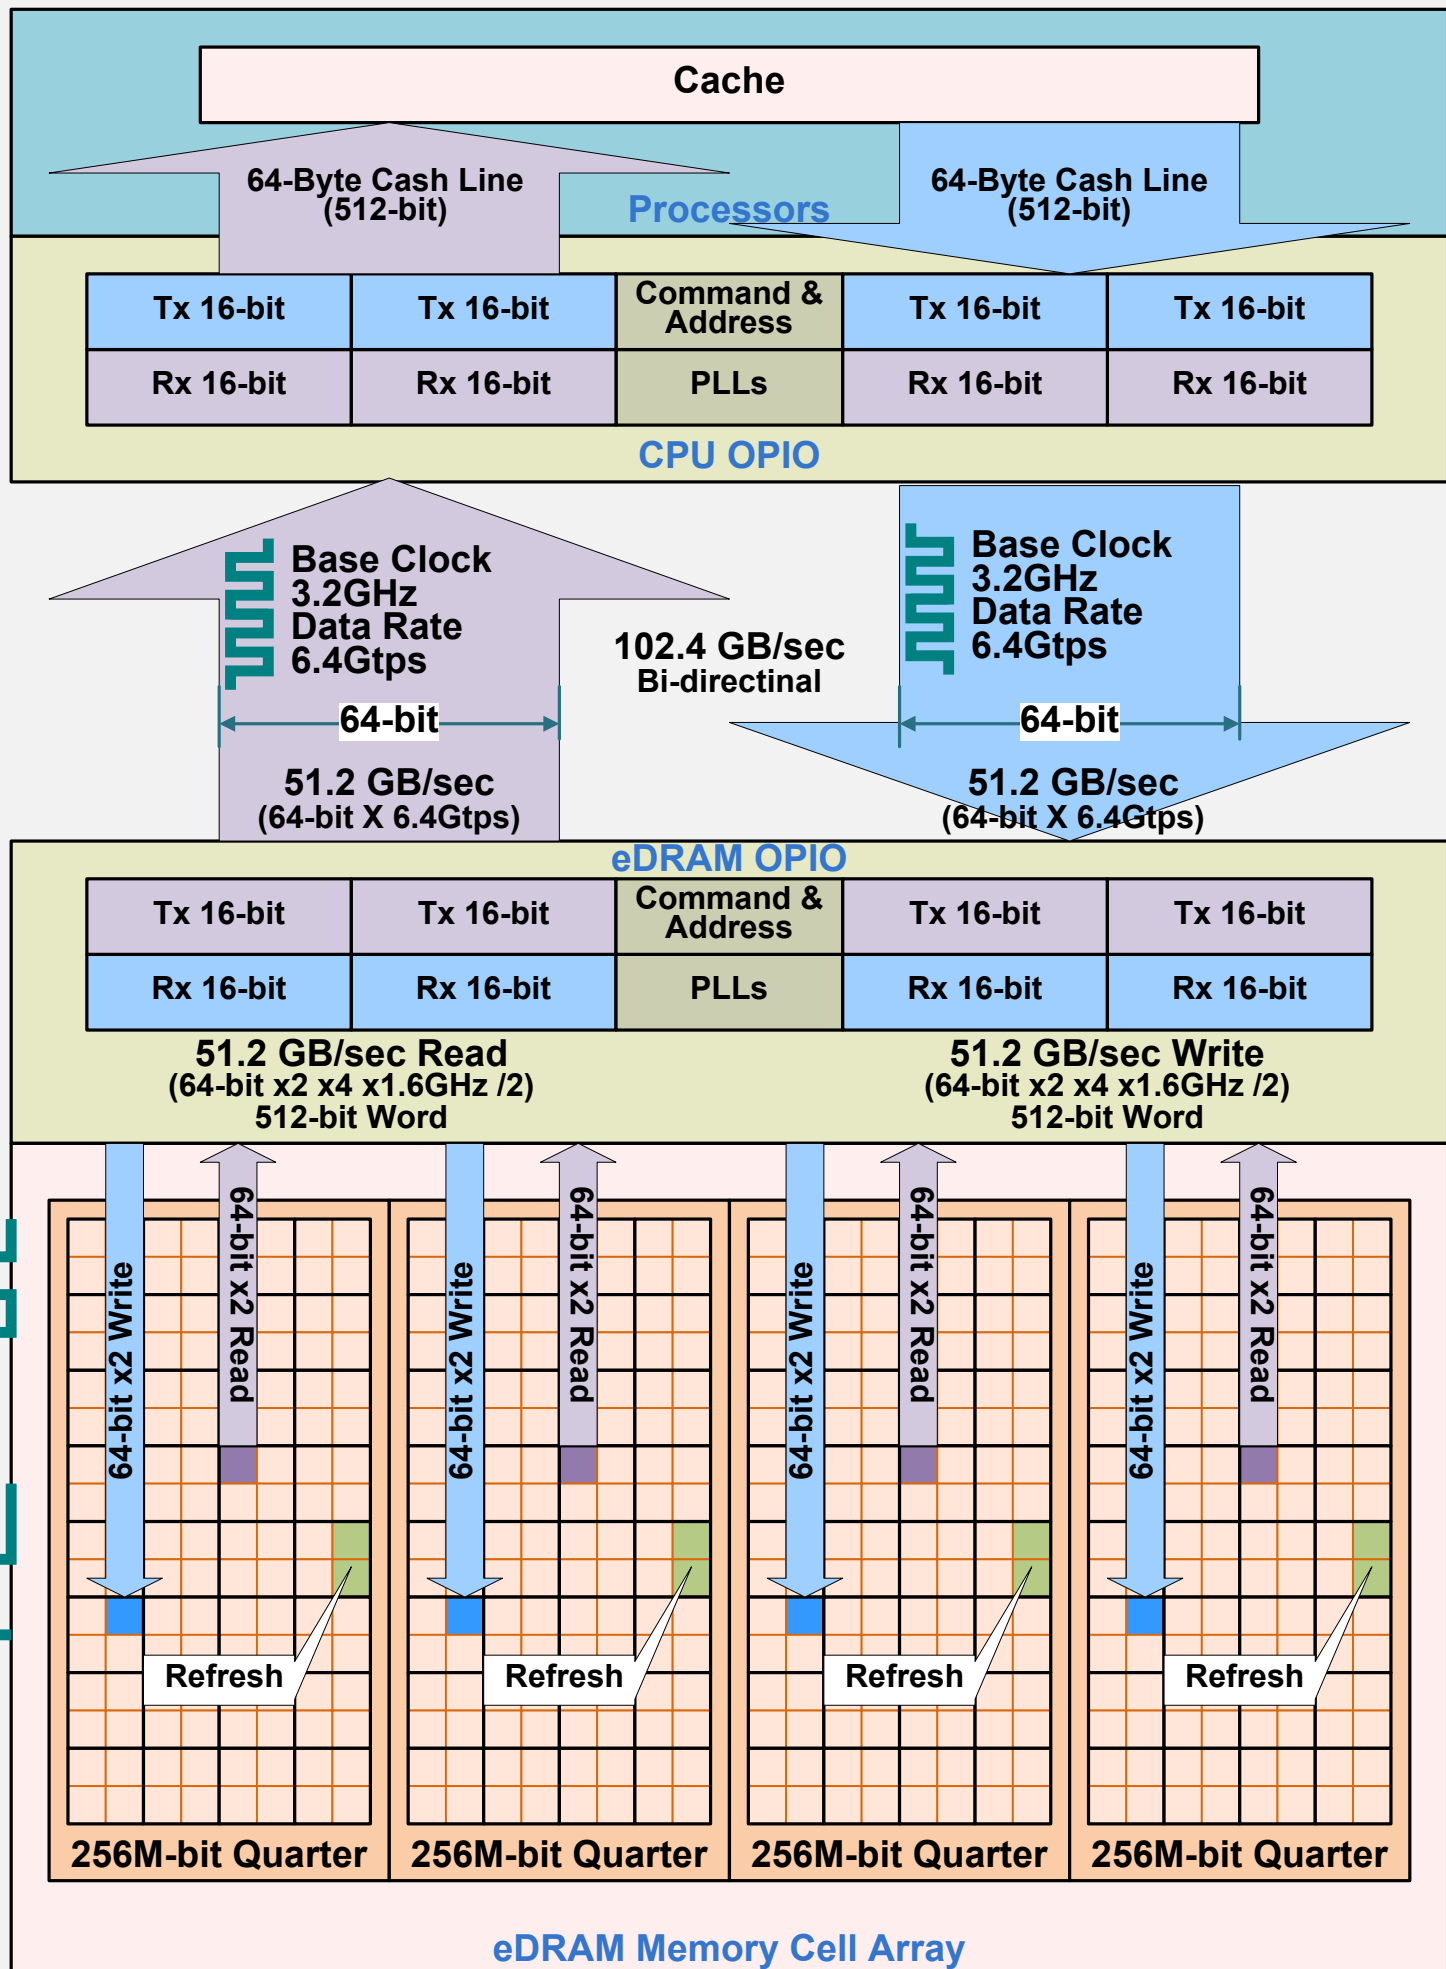 Cache
64-Byte Cash Line
(512-bit)
64-Byte Cash Line
(512-bit)
Processors
Tx 16-bit
Tx 16-bit
Command &
Address
Tx 16-bit
Tx 16-bit
Rx 16-bit
Rx 16-bit
PLLs
Rx 16-bit
Rx 16-bit
CPU OPIO
Base Clock
3.2GHz
Data Rate
6.4Gtps
Base Clock
3.2GHz
Data Rate
6.4Gtps
102.4 GB/sec
Bi-directinal
64-bit
64-bit
51.2 GB/sec
(64-bit X 6.4Gtps)
51.2 GB/sec
(64-bit X 6.4Gtps)
eDRAM OPIO
Tx 16-bit
Tx 16-bit
Command &
Address
Tx 16-bit
Tx 16-bit
Rx 16-bit
Rx 16-bit
PLLs
Rx 16-bit
Rx 16-bit
51.2 GB/sec Read
(64-bit x2 x4 x1.6GHz /2)
512-bit Word
51.2 GB/sec Write
(64-bit x2 x4 x1.6GHz /2)
512-bit Word
64-bit x2 Write
64-bit x2 Read
64-bit x2 Write
64-bit x2 Read
64-bit x2 Write
64-bit x2 Read
64-bit x2 Write
64-bit x2 Read
Refresh
Refresh
Refresh
Refresh
256M-bit Quarter
256M-bit Quarter
256M-bit Quarter
256M-bit Quarter
eDRAM Memory Cell Array